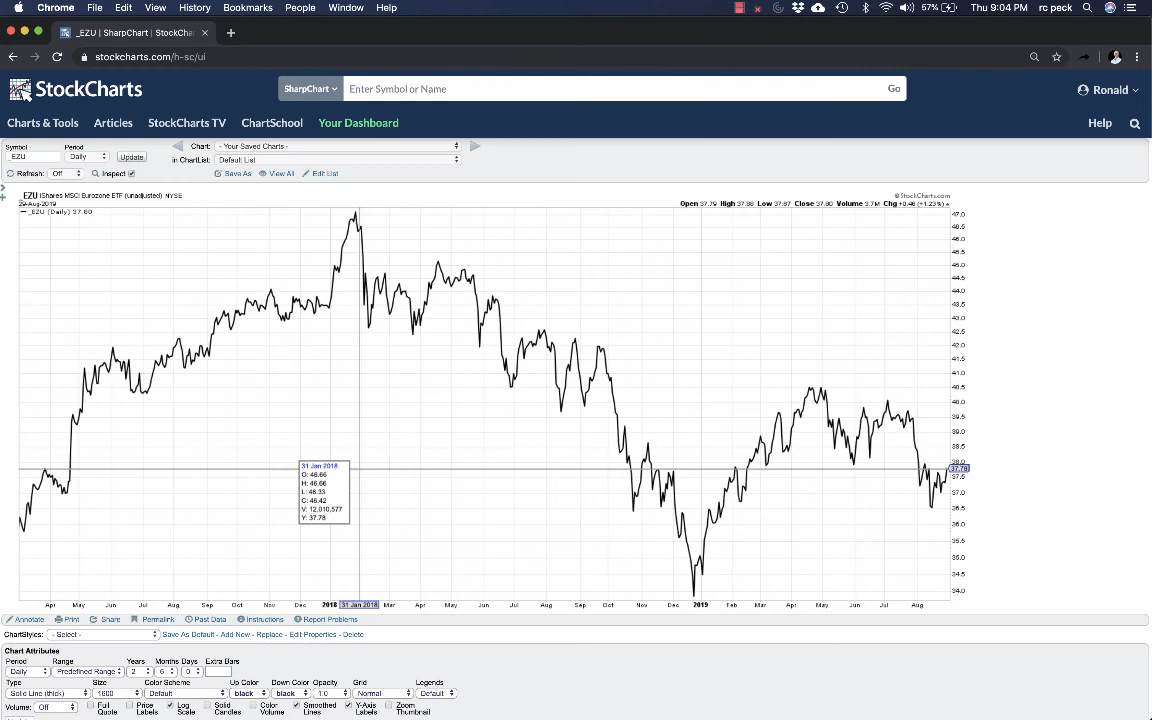 Chrome File Edit View History Bookmarks People Window Help 57% Thu 9:04 PM rc peck
_EZU | SharpChart | StockChar
stockcharts.com/h-sc/ui
StockCharts SharpChart Enter Symbol or Name Go Ronald
Charts & Tools Articles StockCharts TV ChartSchool Your Dashboard Help
Symbol Period Chart: - Your Saved Charts -
_EZU Daily Update in ChartList: Default List
Refresh: Off Inspect Save As View All Edit List
_EZU iShares MSCI Eurozone ETF (unadjusted) NYSE © StockCharts.com
29-Aug-2019 Open 37.79 High 37.88 Low 37.67 Close 37.80 Volume 3.7M Chg +0.46 (+1.23%)
_EZU (Daily) 37.80
47.0
46.5
46.0
45.5
45.0
44.5
44.0
43.5
43.0
42.5
42.0
41.5
41.0
40.5
40.0
39.5
39.0
38.5
38.0
37.78
37.5
37.0
36.5
36.0
35.5
35.0
34.5
34.0
31 Jan 2018
O: 46.66
H: 46.66
L: 46.33
C: 46.42
V: 12,010,577
Y: 37.78
Apr May Jun Jul Aug Sep Oct Nov Dec 2018 31 Jan 2018 Mar Apr May Jun Jul Aug Sep Oct Nov Dec 2019 Feb Mar Apr May Jun Jul Aug
Annotate Print Share Permalink Past Data Instructions Report Problems
ChartStyles: - Select - Save As Default - Add New - Replace - Edit Properties - Delete
Chart Attributes
Period Range Years Months Days Extra Bars
Daily Predefined Range 2 6 0
Type Size Color Scheme Up Color Down Color Opacity Grid Legends
Solid Line (thick) 1600 Default black black 1.0 Normal Default
Volume: Off Full Quote Price Labels Log Scale Solid Candles Color Volume Smoothed Lines Y-Axis Labels Zoom Thumbnail